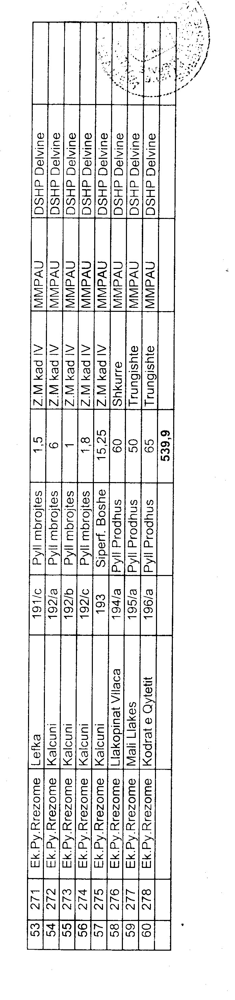 53 271 Ek.Py.Rrezome Lefka 191/c Pyll mbrojtes 1,5 Z.M kad IV MMPAU DSHP Delvine
54 272 Ek.Py.Rrezome Kalcuni 192/a Pyll mbrojtes 6 Z.M kad IV MMPAU DSHP Delvine
55 273 Ek.Py.Rrezome Kalcuni 192/b Pyll mbrojtes 1 Z.M kad IV MMPAU DSHP Delvine
56 274 Ek.Py.Rrezome Kalcuni 192/c Pyll mbrojtes 1,8 Z.M kad IV MMPAU DSHP Delvine
57 275 Ek.Py.Rrezome Kalcuni 193 Siperf. Boshe 15,25 Z.M kad IV MMPAU DSHP Delvine
58 276 Ek.Py.Rrezome Llakopinat Vllaca 194/a Pyll Prodhus 60 Shkurre MMPAU DSHP Delvine
59 277 Ek.Py.Rrezome Mali Llakes 195/a Pyll Prodhus 50 Trungishte MMPAU DSHP Delvine
60 278 Ek.Py.Rrezome Kodrat e Qytetit 196/a Pyll Prodhus 65 Trungishte MMPAU DSHP Delvine
539,9